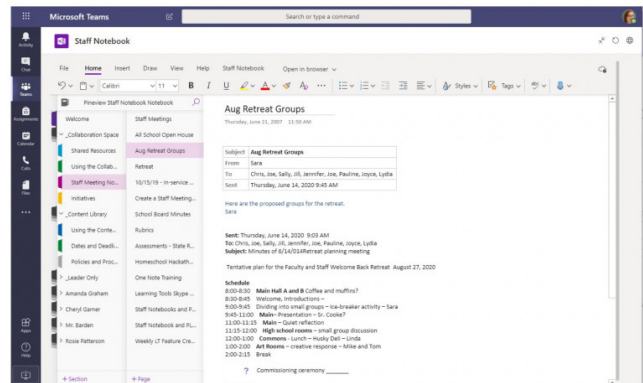 Microsoft Teams
Search or type a command
Activity
Chat
Teams
Assignments
Calendar
Calls
Files
Apps
Help
Staff Notebook
File Home Insert Draw View Help Staff Notebook Open in browser
Calibri 11 B I U A Styles Tags
Pineview Staff Notebook Notebook
Welcome
_Collaboration Space
Shared Resources
Using the Collab...
Staff Meeting No...
Initiatives
_Content Library
Using the Conte...
Dates and Deadli...
Policies and Proc...
_Leader Only
Amanda Graham
Cheryl Garner
Mr. Barden
Rosie Patterson
+ Section
Staff Meetings
All School Open House
Aug Retreat Groups
Retreat
10/15/19 - In-service ...
Create a Staff Meeting...
School Board Minutes
Rubrics
Assessments - State R...
Homeschool Hackath...
One Note Training
Learning Tools Skype ...
Staff Notebooks and P...
Staff Notebook and PL...
Weekly LT Feature Cre...
+ Page
Aug Retreat Groups
Thursday, June 21, 2007 11:50 AM
Subject Aug Retreat Groups
From Sara
To Chris, Joe, Sally, Jill, Jennifer, Joe, Pauline, Joyce, Lydia
Sent Thursday, June 14, 2020 9:45 AM
Here are the proposed groups for the retreat.
Sara
Sent: Thursday, June 14, 2020 9:03 AM
To: Chris, Joe, Sally, Jill, Jennifer, Joe, Pauline, Joyce, Lydia
Subject: Minutes of 6/14/014Retreat planning meeting
Tentative plan for the Faculty and Staff Welcome Back Retreat August 27, 2020
Schedule
8:00-8:30 Main Hall A and B Coffee and muffins?
8:30-8:45 Welcome, Introductions –
9:00-9:45 Dividing into small groups – ice-breaker activity – Sara
9:45-11:00 Main– Presentation – Sr. Cooke?
11:00-11:15 Main – Quiet reflection
11:15-12:00 High school rooms – small group discussion
12:00-1:00 Commons - Lunch – Husky Deli – Linda
1:00-2:00 Art Rooms – creative response – Mike and Tom
2:00-2:15 Break
? Commissioning ceremony ______